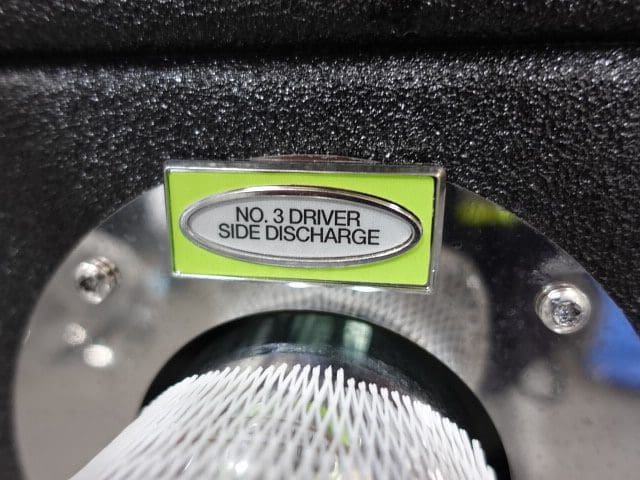 NO. 3 DRIVER
SIDE DISCHARGE